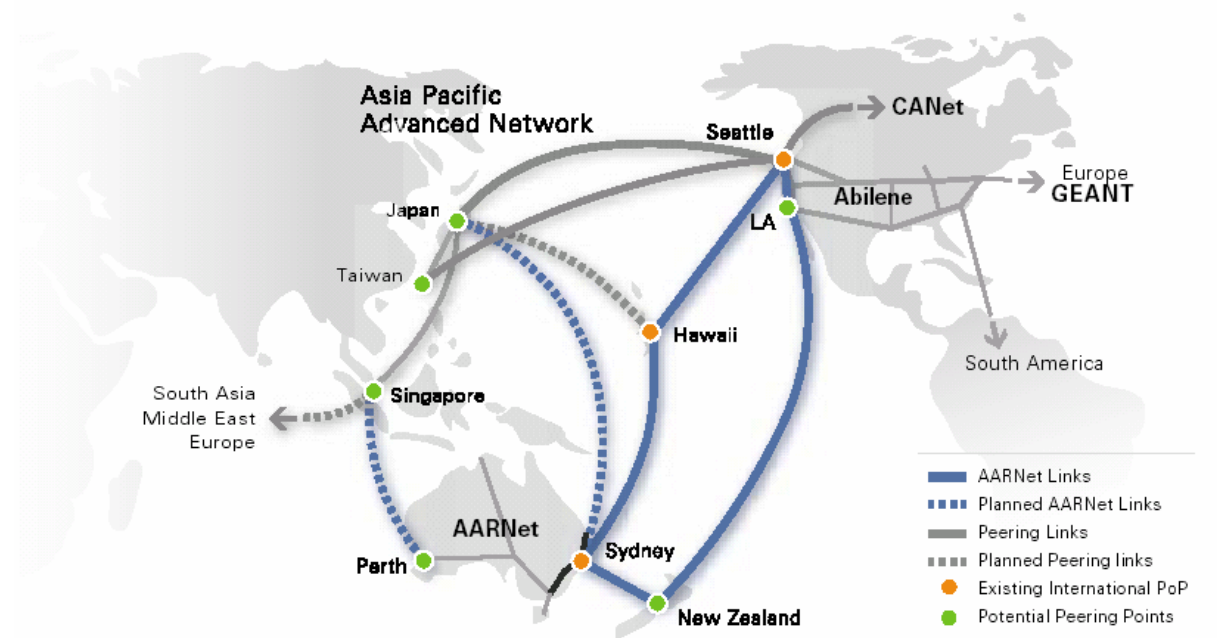 Asia Pacific
Advanced Network
Seattle
CANet
Europe
GEANT
Abilene
LA
Japan
Taiwan
Hawaii
South America
South Asia
Middle East
Europe
Singapore
AARNet
Perth
Sydney
New Zealand
AARNet Links
Planned AARNet Links
Peering Links
Planned Peering links
Existing International PoP
Potential Peering Points